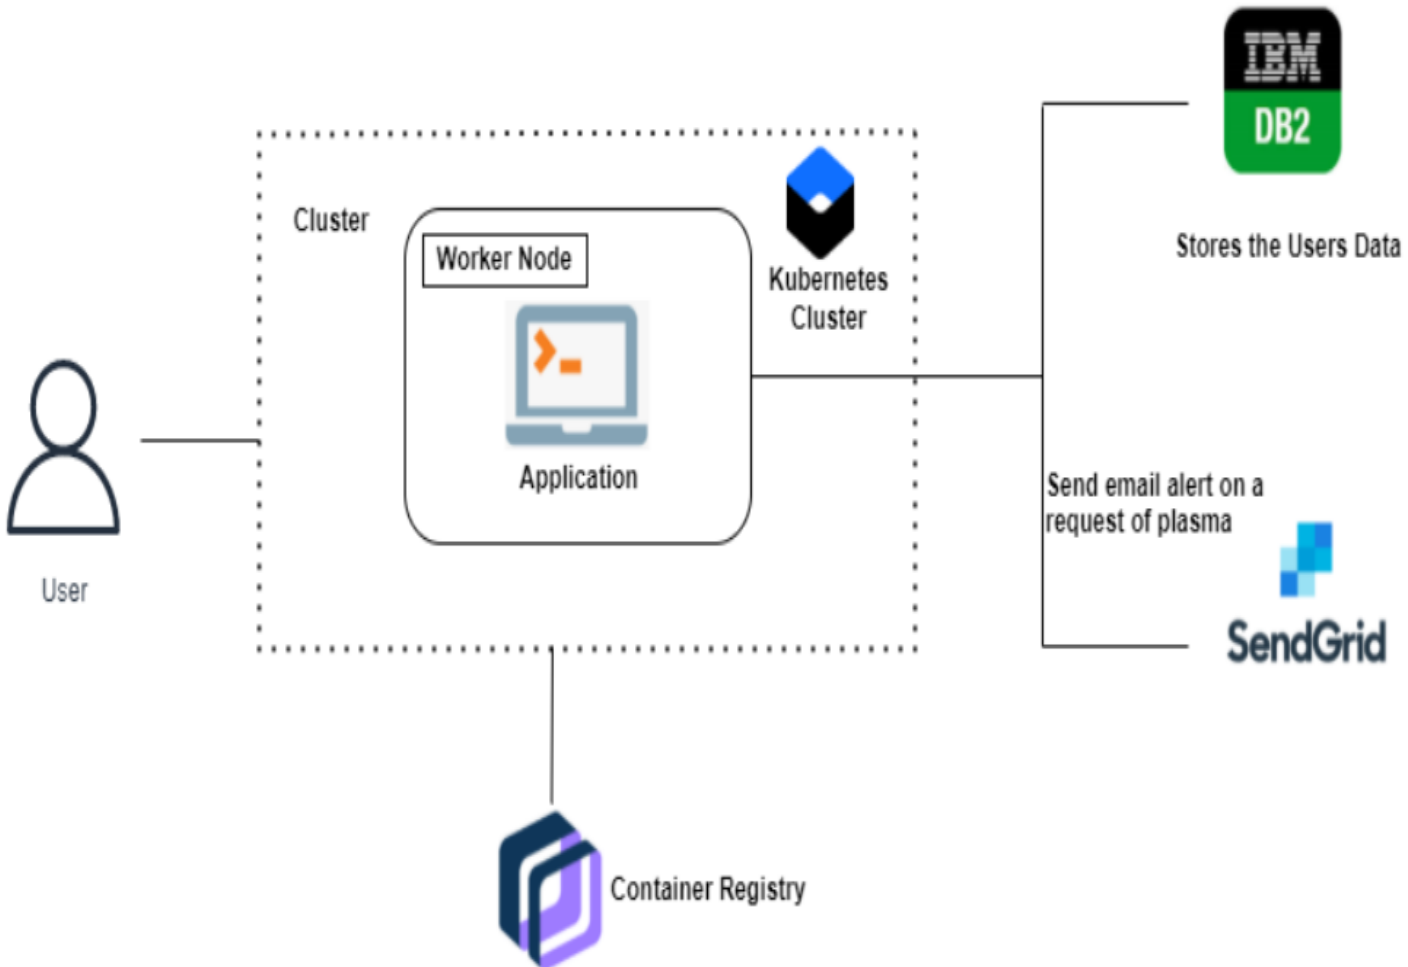 IBM
DB2
Stores the Users Data
Cluster
Worker Node
Kubernetes
Cluster
Application
User
Send email alert on a
request of plasma
SendGrid
Container Registry